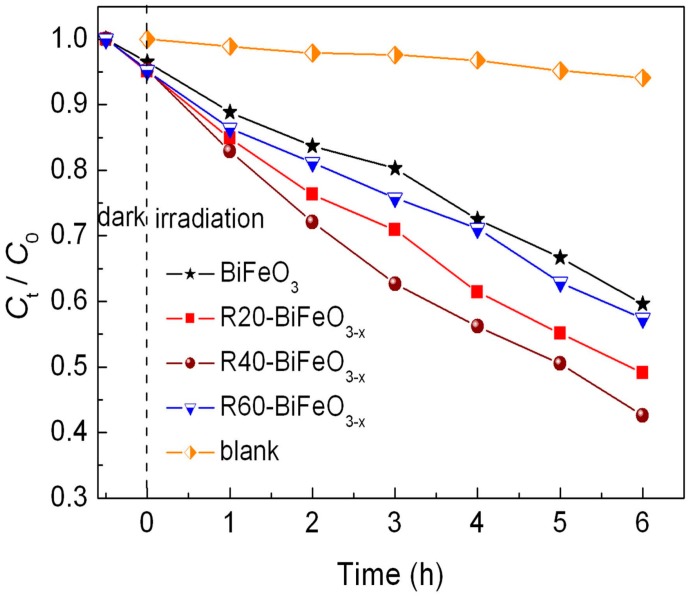 1.0
0.9
0.8
0.7
0.6
0.5
0.4
0.3
Ct / C0
dark irradiation
BiFeO3
R20-BiFeO3-x
R40-BiFeO3-x
R60-BiFeO3-x
blank
0 1 2 3 4 5 6
Time (h)